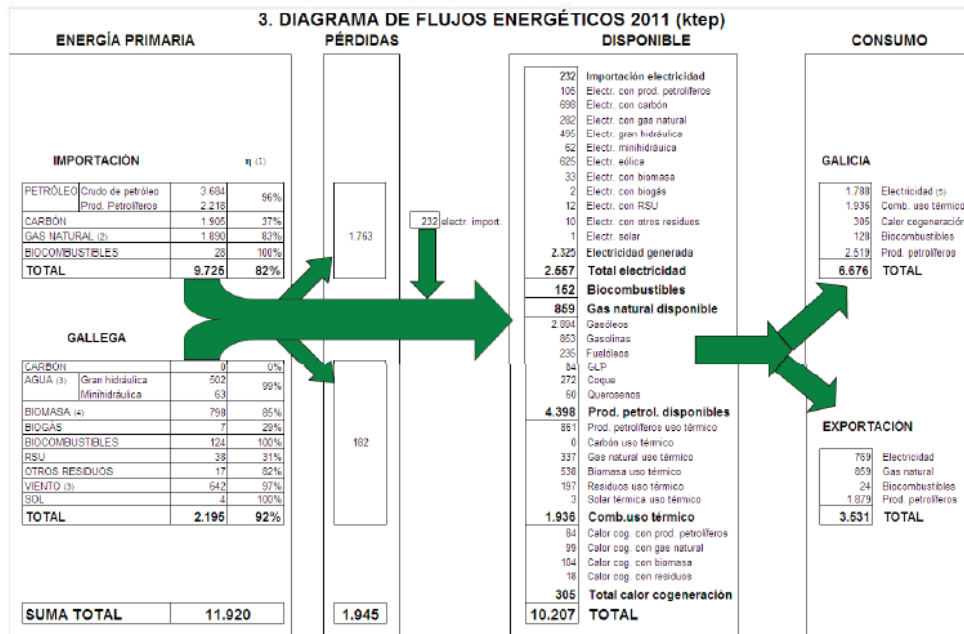 3. DIAGRAMA DE FLUJOS ENERGÉTICOS 2011 (ktep)
ENERGÍA PRIMARIA
IMPORTACIÓN η (1)
PETRÓLEO Crudo de petróleo 3.684 96%
Prod. Petrolíferos 2.218
CARBÓN 1.905 37%
GAS NATURAL (2) 1.890 83%
BIOCOMBUSTIBLES 28 100%
TOTAL 9.725 82%
GALLEGA
CARBÓN 0 0%
AGUA (3) Gran hidráulica 502 99%
Minihidráulica 63
BIOMASA (4) 798 85%
BIOGÁS 7 29%
BIOCOMBUSTIBLES 124 100%
RSU 38 31%
OTROS RESIDUOS 17 82%
VIENTO (3) 642 97%
SOL 4 100%
TOTAL 2.195 92%
SUMA TOTAL 11.920
PÉRDIDAS
1.763
182
1.945
232 electr. import.
DISPONIBLE
232 Importación electricidad
105 Electr. con prod. petrolíferos
698 Electr. con carbón
282 Electr. con gas natural
495 Electr. gran hidráulica
62 Electr. minihidráuica
625 Electr. eólica
33 Electr. con biomasa
2 Electr. con biogás
12 Electr. con RSU
10 Electr. con otros residuos
1 Electr. solar
2.325 Electricidad generada
2.557 Total electricidad
152 Biocombustibles
859 Gas natural disponible
2.894 Gasóleos
853 Gasolinas
235 Fuelóleos
84 GLP
272 Coque
60 Querosenos
4.398 Prod. petrol. disponibles
861 Prod. petrolíferos uso térmico
0 Carbón uso térmico
337 Gas natural uso térmico
538 Biomasa uso térmico
197 Residuos uso térmico
3 Solar térmica uso térmico
1.936 Comb.uso térmico
84 Calor cog. con prod. petrolíferos
99 Calor cog. con gas natural
104 Calor cog. con biomasa
18 Calor cog. con residuos
305 Total calor cogeneración
10.207 TOTAL
CONSUMO
GALICIA
1.788 Electricidad (5)
1.936 Comb. uso térmico
305 Calor cogeneración
128 Biocombustibles
2.519 Prod. petrolíferos
6.676 TOTAL
EXPORTACIÓN
769 Electricidad
859 Gas natural
24 Biocombustibles
1.879 Prod. petrolíferos
3.531 TOTAL